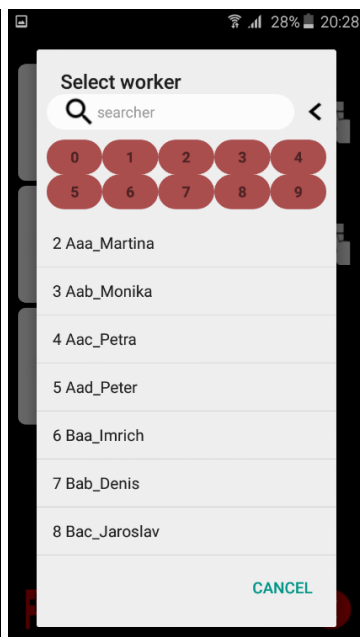 28% 20:28
Select worker
searcher
0 1 2 3 4
5 6 7 8 9
2 Aaa_Martina
3 Aab_Monika
4 Aac_Petra
5 Aad_Peter
6 Baa_Imrich
7 Bab_Denis
8 Bac_Jaroslav
CANCEL